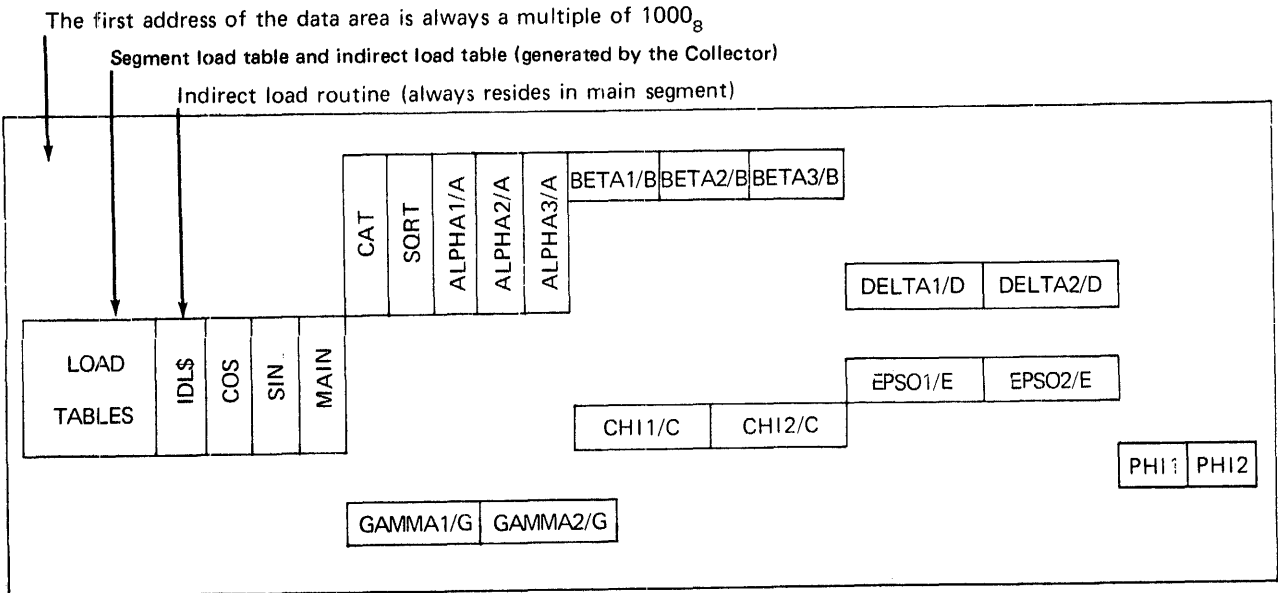 The first address of the data area is always a multiple of 1000₈
Segment load table and indirect load table (generated by the Collector)
Indirect load routine (always resides in main segment)
CAT
SQRT
ALPHA1/A
ALPHA2/A
ALPHA3/A
BETA1/B
BETA2/B
BETA3/B
DELTA1/D
DELTA2/D
LOAD
TABLES
IDL$
COS
SIN
MAIN
EPSO1/E
EPSO2/E
CHI1/C
CHI2/C
PHI1
PHI2
GAMMA1/G
GAMMA2/G